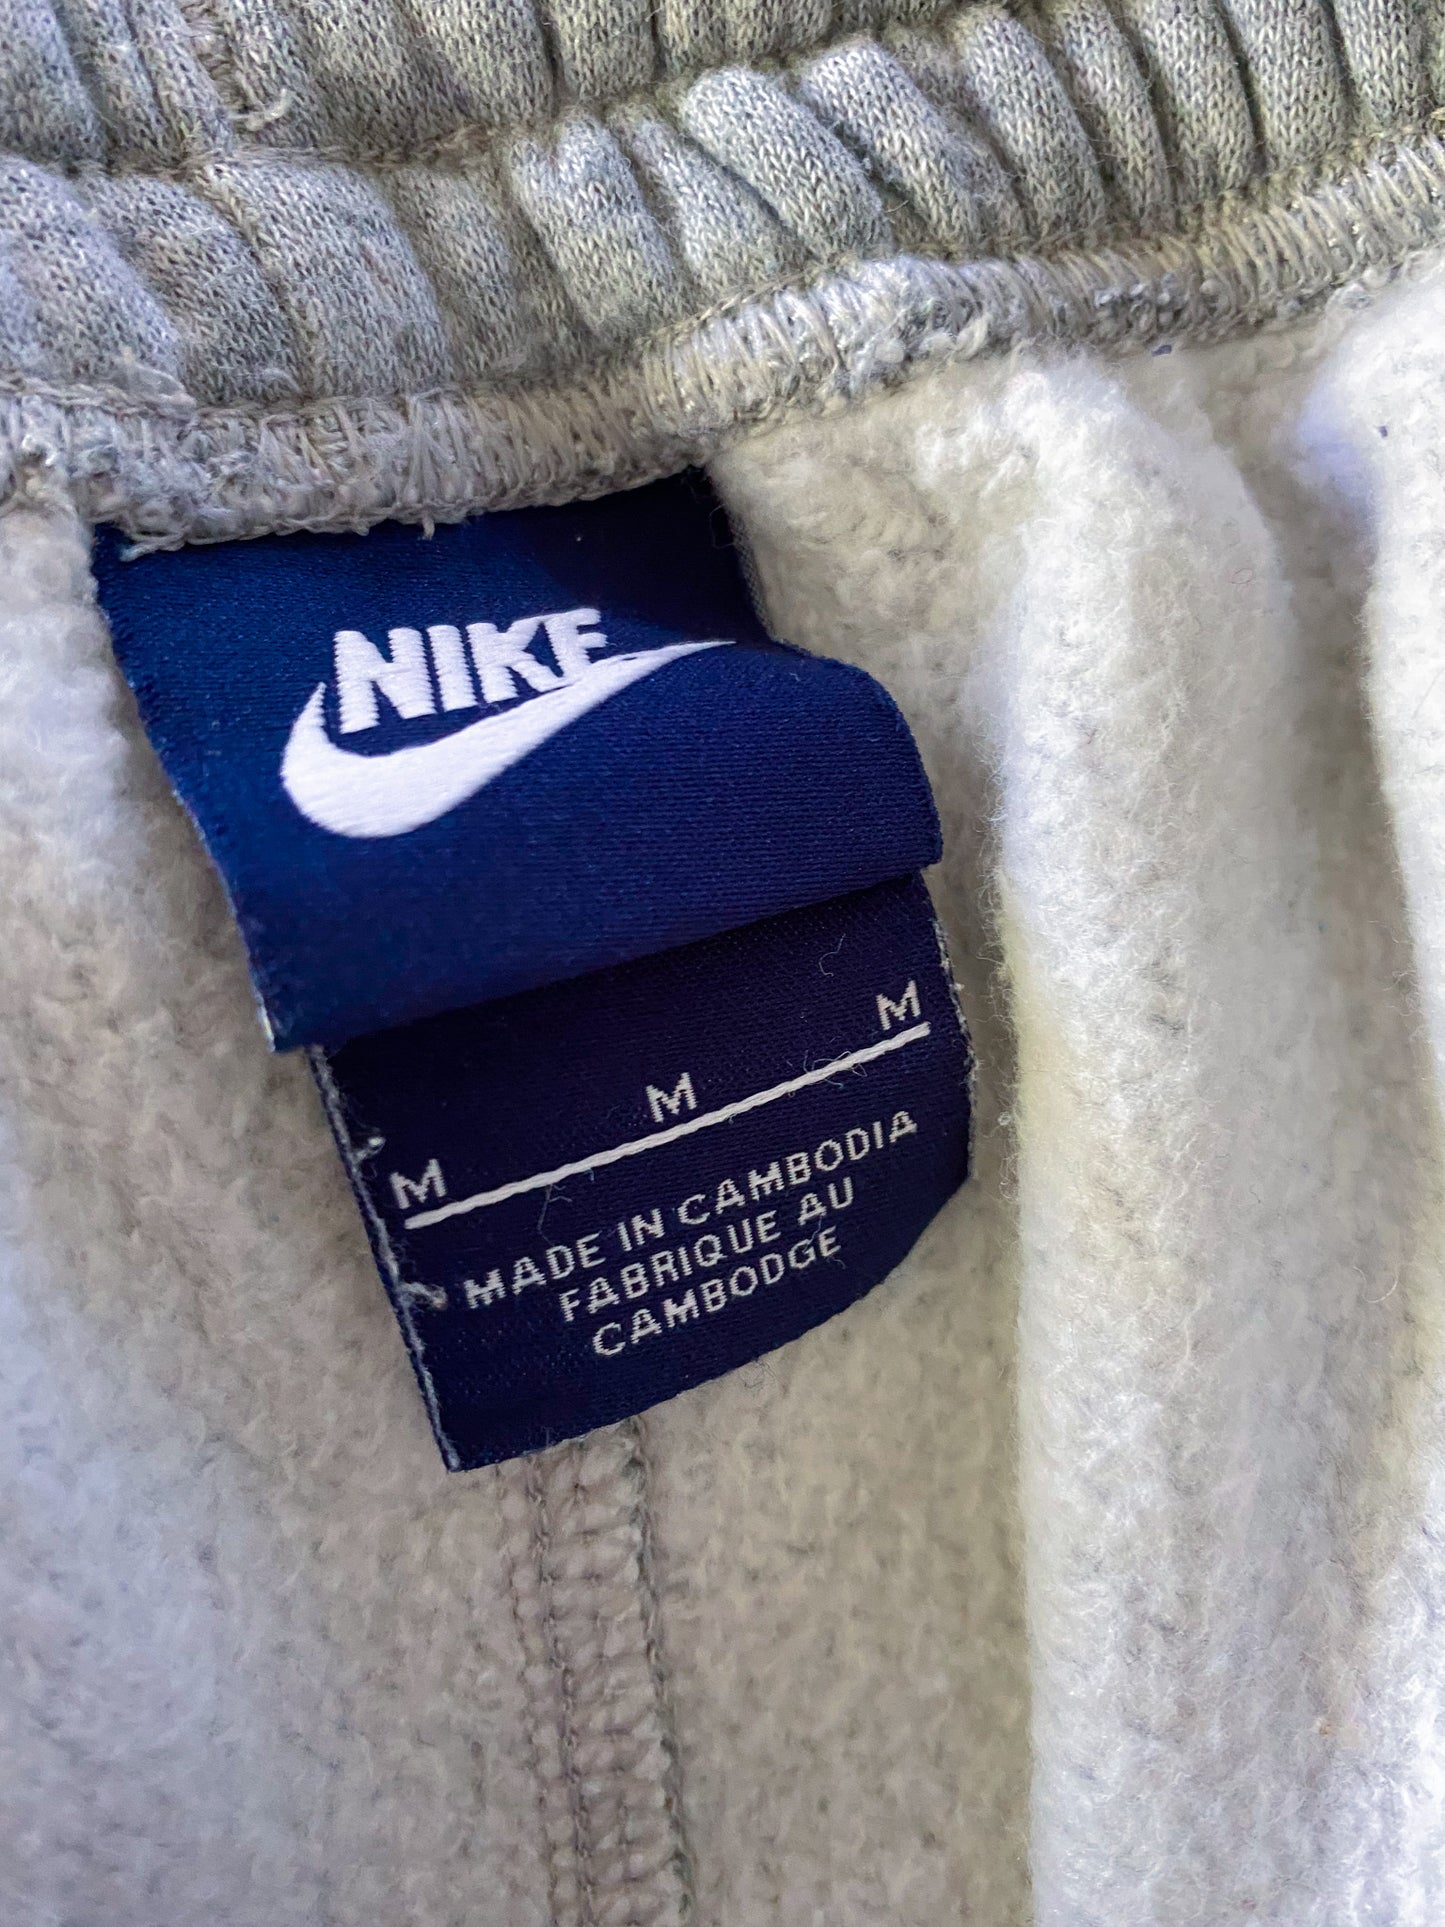 NIKE
M M M
MADE IN CAMBODIA
FABRIQUE AU
CAMBODGE